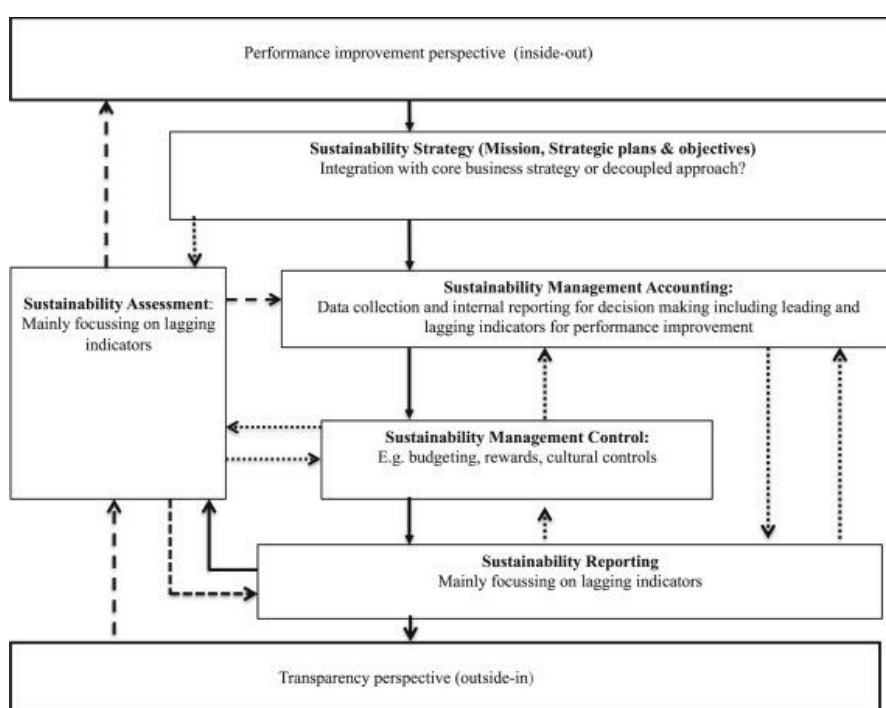 Performance improvement perspective (inside-out)
Sustainability Strategy (Mission, Strategic plans & objectives)
Integration with core business strategy or decoupled approach?
Sustainability Assessment:
Mainly focussing on lagging
indicators
Sustainability Management Accounting:
Data collection and internal reporting for decision making including leading and
lagging indicators for performance improvement
Sustainability Management Control:
E.g. budgeting, rewards, cultural controls
Sustainability Reporting
Mainly focussing on lagging indicators
Transparency perspective (outside-in)